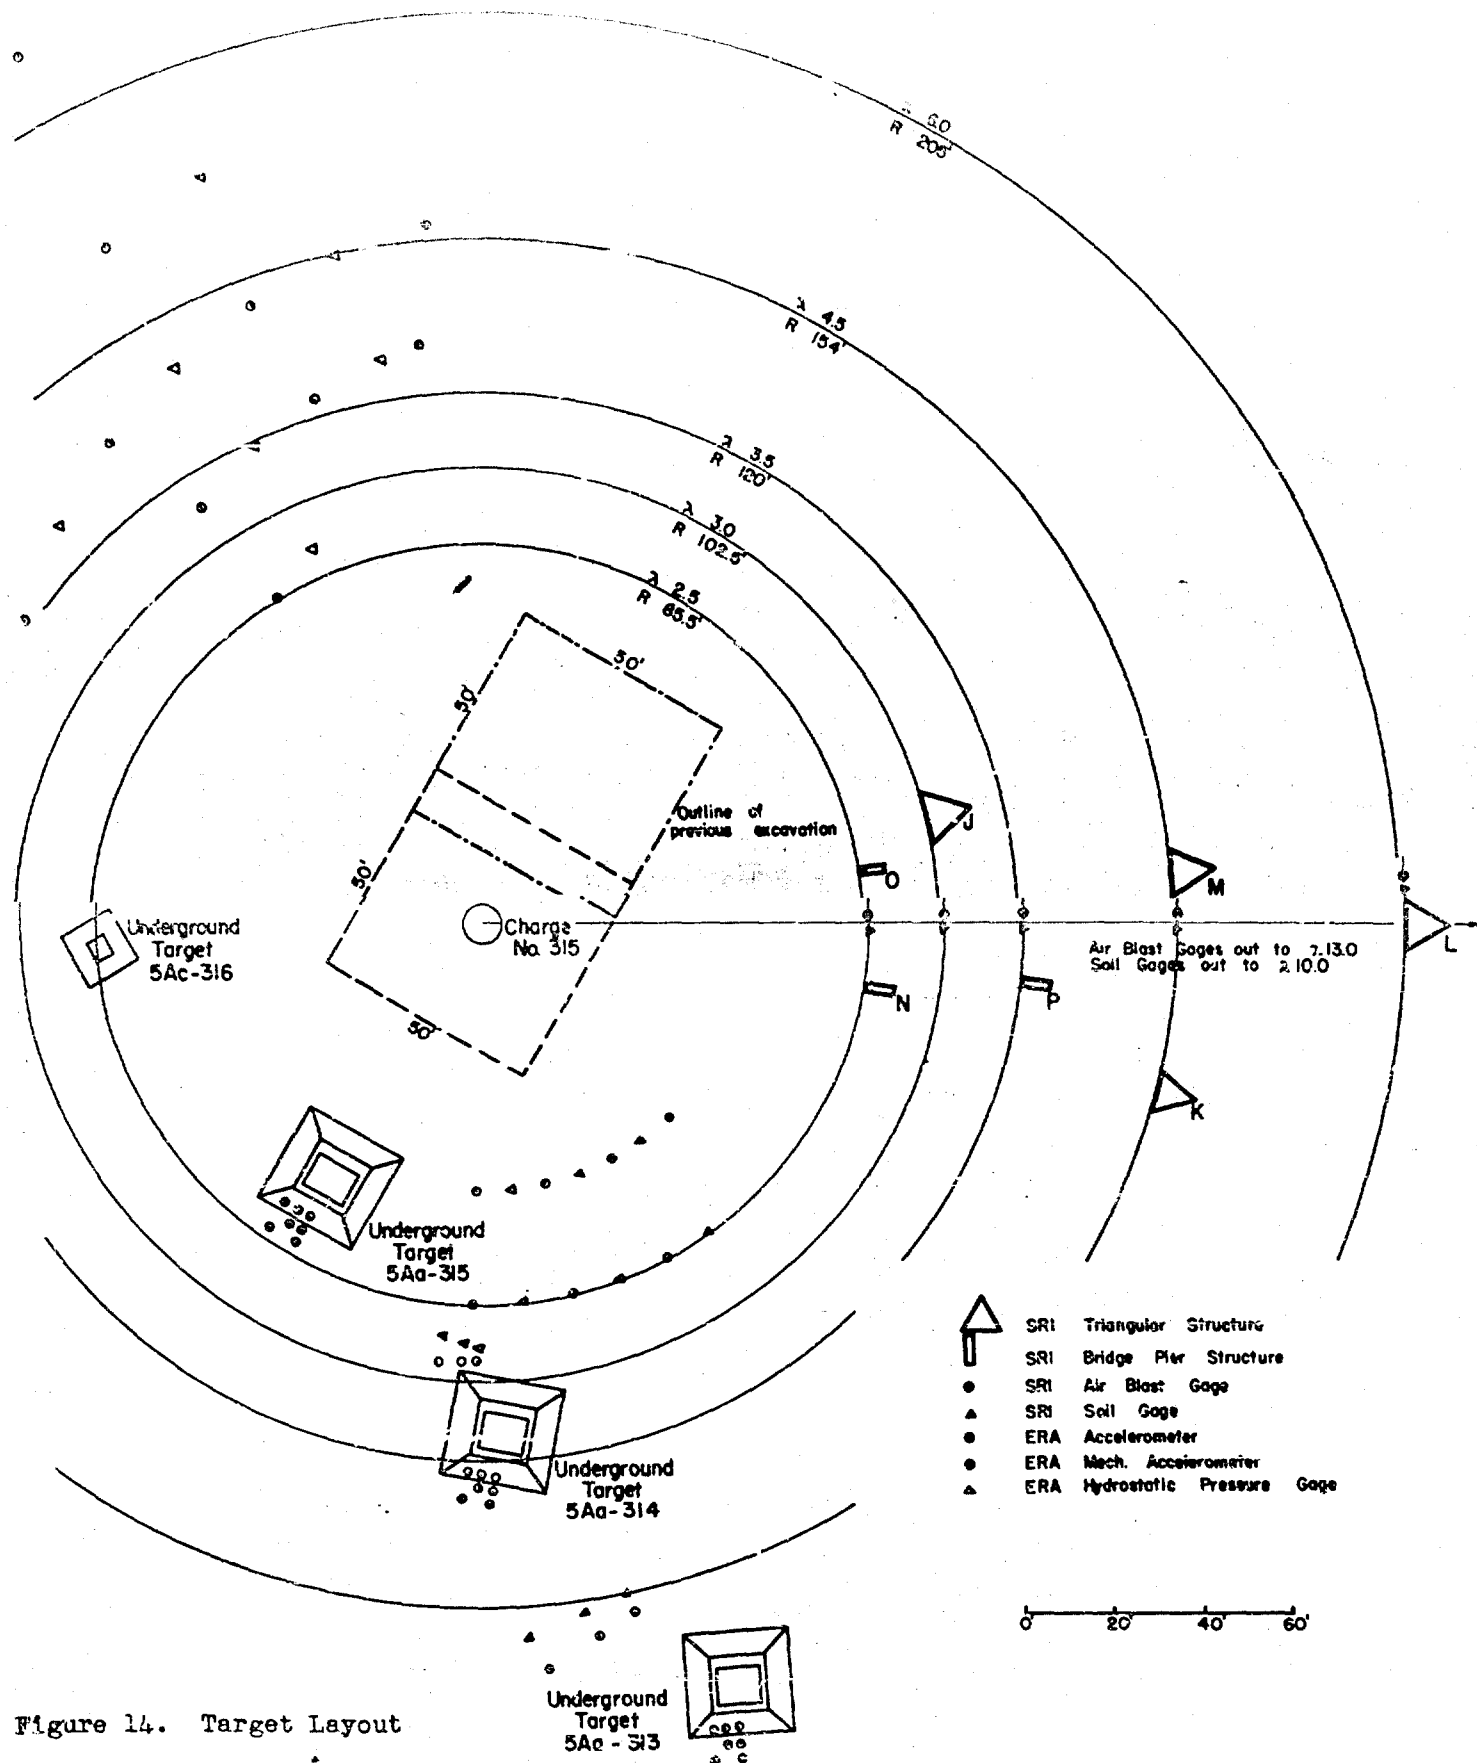 λ 6.0
R 205'
λ 4.5
R 154'
λ 3.5
R 120'
λ 3.0
R 102.5'
λ 2.5
R 85.5'
50'
50'
Outline of
previous excavation
50'
50'
Charge
No. 315
Underground
Target
5Ac-316
J
O
M
L
N
P
K
Air Blast Gages out to λ 13.0
Soil Gages out to λ 10.0
Underground
Target
5Aa-315
Underground
Target
5Aa-314
Underground
Target
5Aa-313
SRI Triangular Structure
SRI Bridge Pier Structure
SRI Air Blast Gage
SRI Soil Gage
ERA Accelerometer
ERA Mech. Accelerometer
ERA Hydrostatic Pressure Gage
0' 20' 40' 60'
Figure 14. Target Layout